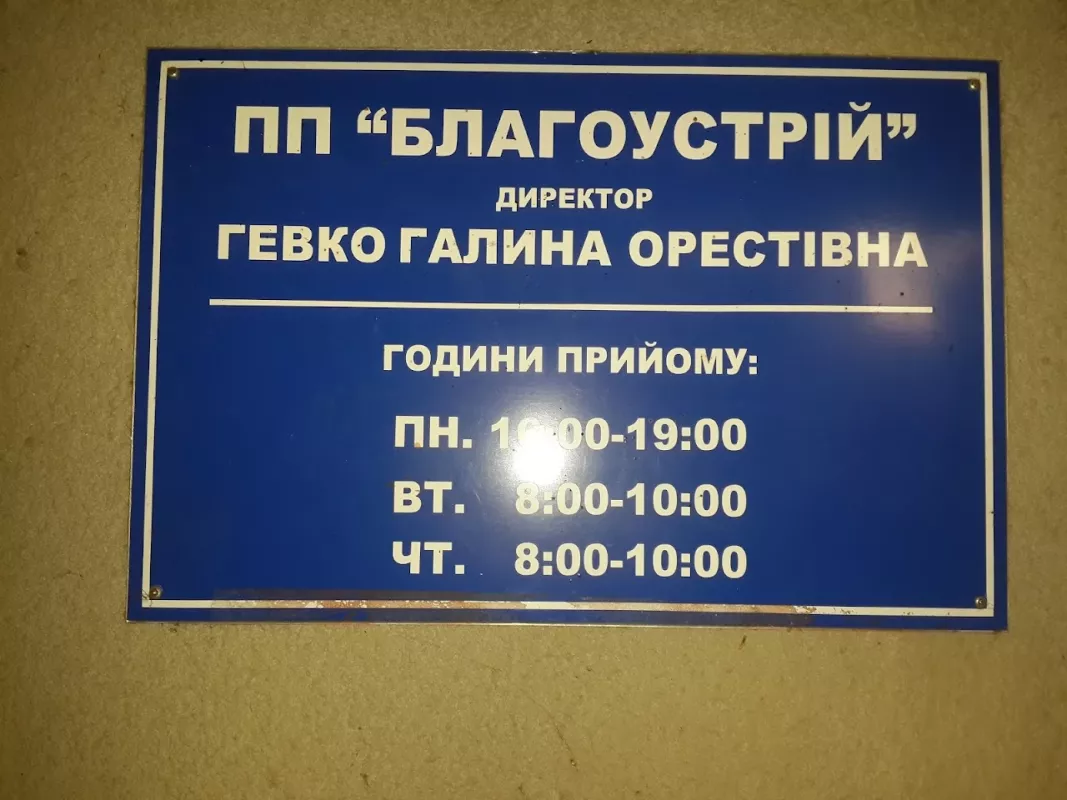 ПП “БЛАГОУСТРІЙ”
ДИРЕКТОР
ГЕВКО ГАЛИНА ОРЕСТІВНА
ГОДИНИ ПРИЙОМУ:
ПН.
ВТ. 8:00-10:00
ЧТ. 8:00-10:00